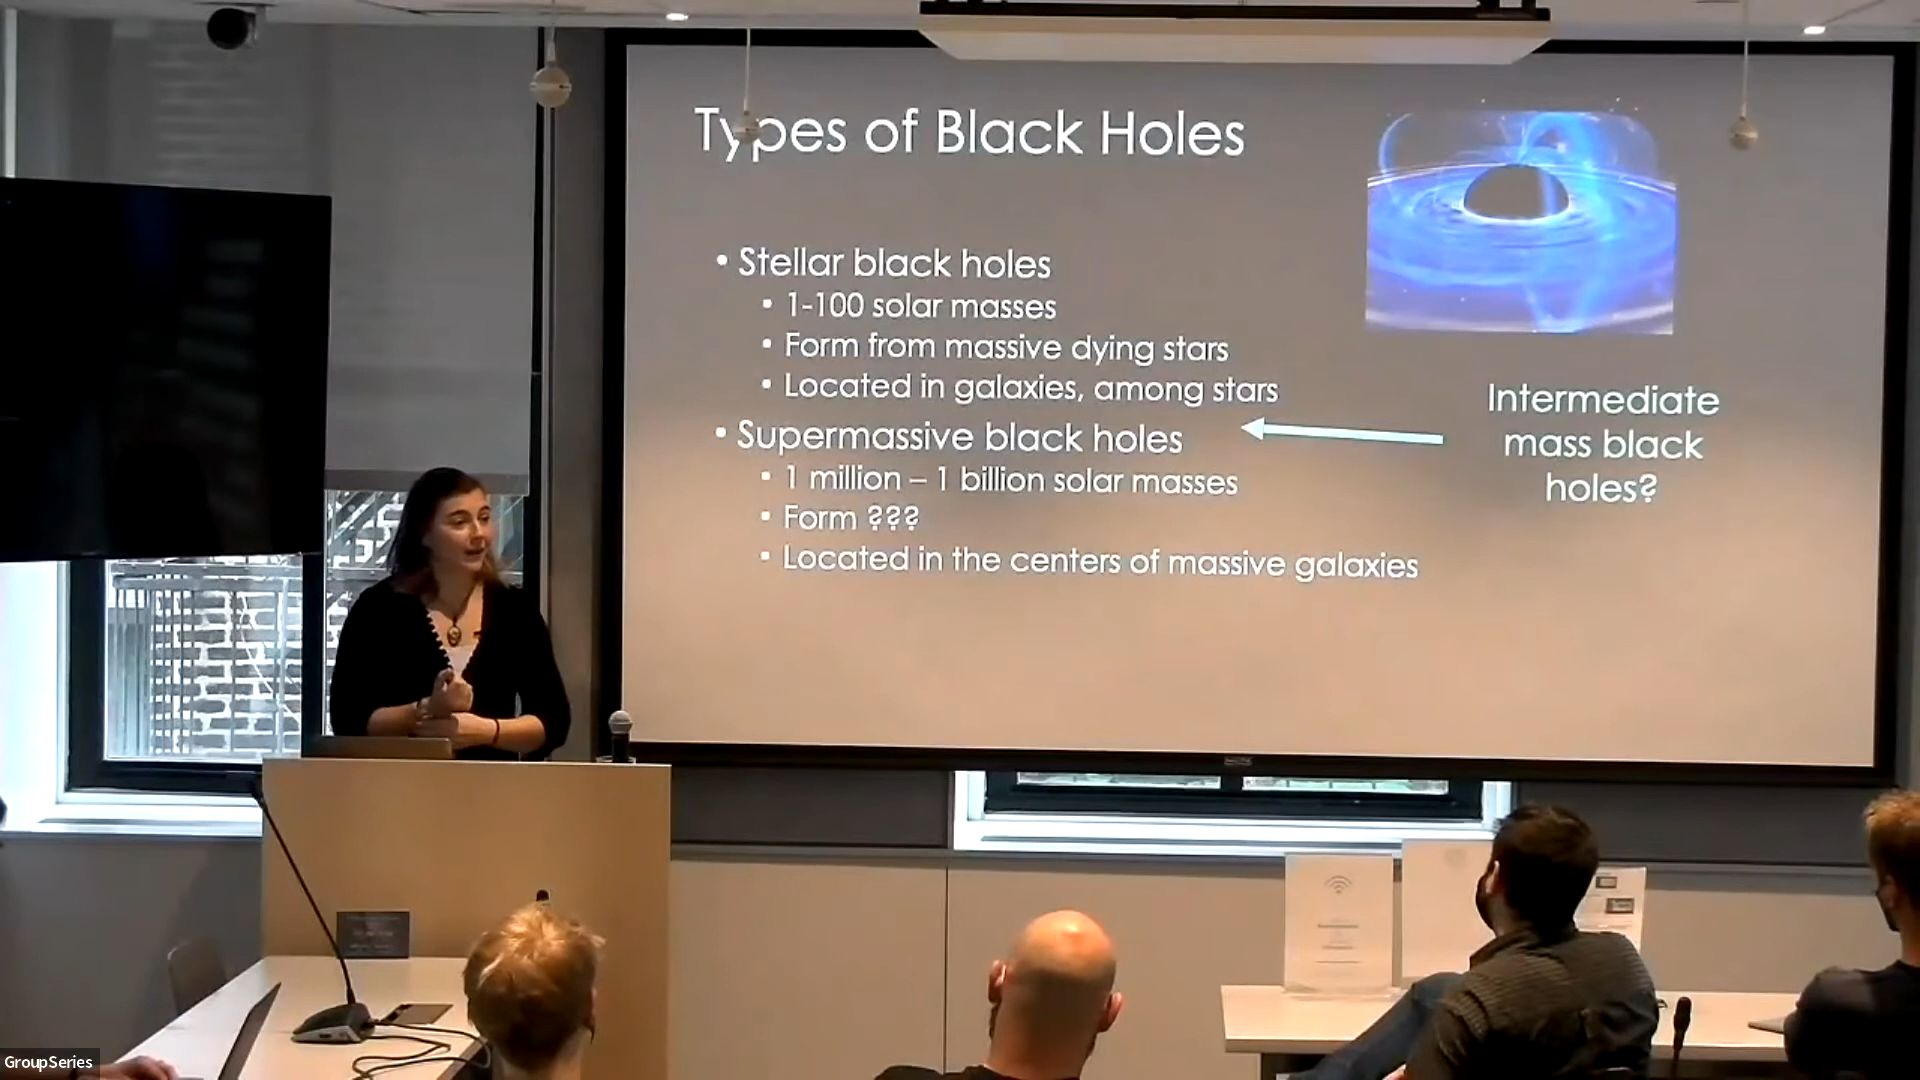 Types of Black Holes
• Stellar black holes
• 1-100 solar masses
• Form from massive dying stars
• Located in galaxies, among stars
• Supermassive black holes
• 1 million – 1 billion solar masses
• Form ???
• Located in the centers of massive galaxies
Intermediate
mass black
holes?
GroupSeries